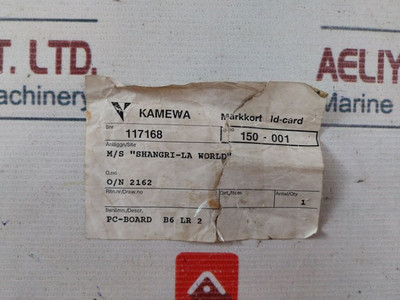 T. LTD.
AELIY
achinery
Marine
KAMEWA
Märkkort Id-card
117168
150 - 001
M/S "SHANGRI-LA WORLD"
O/N 2162
1
PC-BOARD B6 LR 2